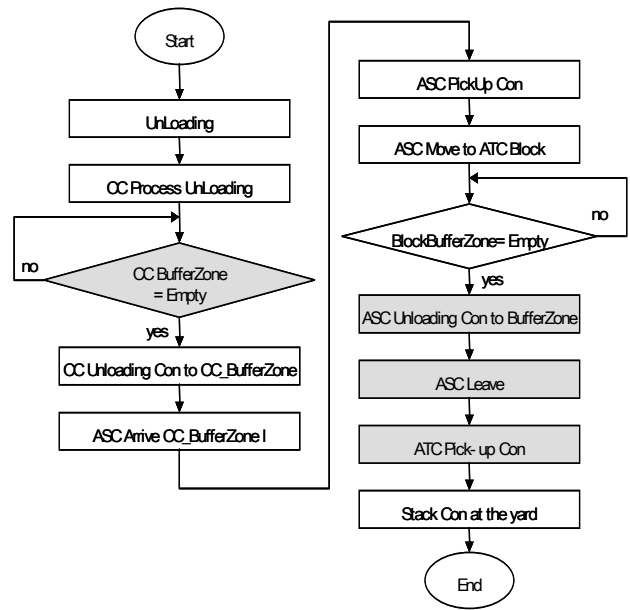 Start
UnLoading
CC Process UnLoading
no
CC BufferZone
= Empty
yes
CC Unloading Con to CC_BufferZone
ASC Arrive CC_BufferZone I
ASC PickUp Con
ASC Move to ATC Block
no
BlockBufferZone= Empty
yes
ASC Unloading Con to BufferZone
ASC Leave
ATC Pick- up Con
Stack Con at the yard
End